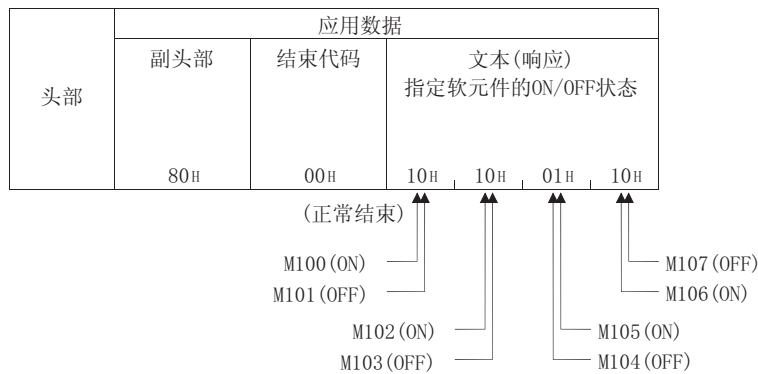 应用数据
头部
副头部
结束代码
文本(响应)
指定软元件的ON/OFF状态
80H
00H
10H
10H
01H
10H
(正常结束)
M100(ON)
M107(OFF)
M101(OFF)
M106(ON)
M102(ON)
M105(ON)
M103(OFF)
M104(OFF)